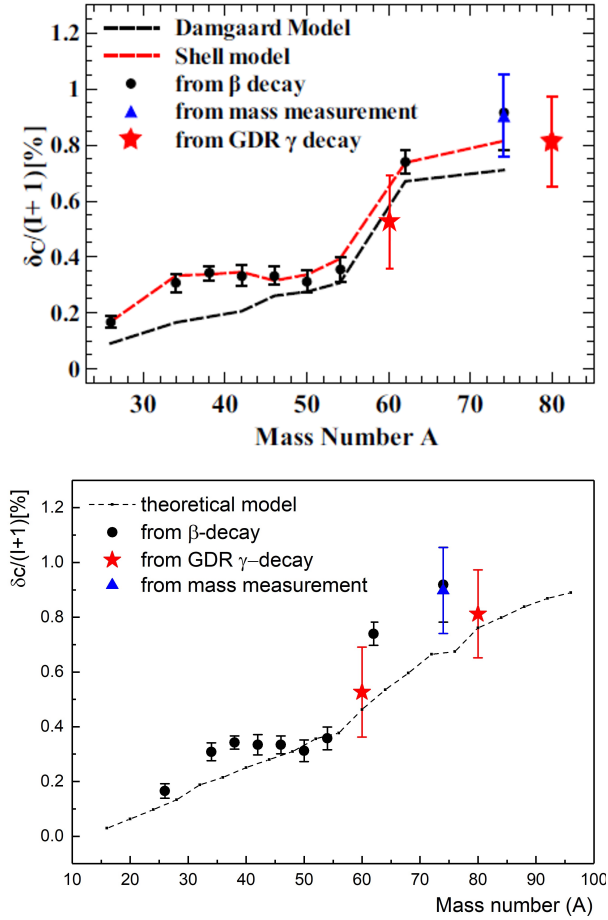 1.2
Damgaard Model
Shell model
1
from β decay
from mass measurement
0.8
from GDR γ decay
δC/(I+ 1)[%]
0.6
0.4
0.2
0
30 40 50 60 70 80
Mass Number A
δc/(I+1)[%]
1.2
theoretical model
from β-decay
1.0
from GDR γ−decay
from mass measurement
0.8
0.6
0.4
0.2
0.0
10 20 30 40 50 60 70 80 90 100
Mass number (A)